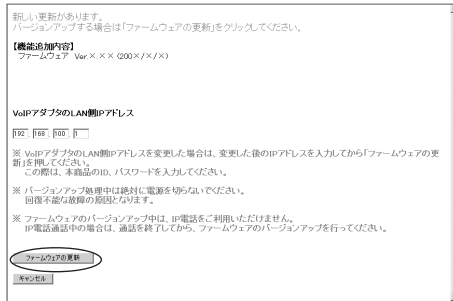 新しい更新があります。
バージョンアップする場合は「ファームウェアの更新」をクリックしてください。
【機能追加内容】
ファームウェア Ver.×.×× (200×/×/×)
VoIPアダプタのLAN側IPアドレス
192 . 168 . 100 . 1
※ VoIPアダプタのLAN側IPアドレスを変更した場合は、変更した後のIPアドレスを入力してから「ファームウェアの更
新」を押してください。
この際は、本商品のID、パスワードを入力してください。
※ バージョンアップ処理中は絶対に電源を切らないでください。
回復不能な故障の原因となります。
※ ファームウェアのバージョンアップ中は、IP電話をご利用いただけません。
IP電話通話中の場合は、通話を終了してから、ファームウェアのバージョンアップを行ってください。
ファームウェアの更新
キャンセル